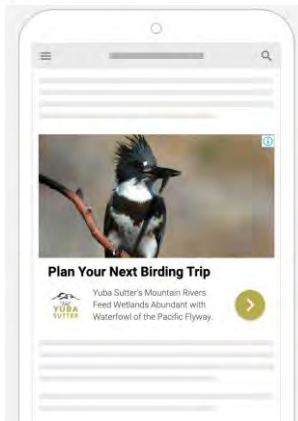 Plan Your Next Birding Trip
YUBA
SUTTER
Yuba Sutter's Mountain Rivers
Feed Wetlands Abundant with
Waterfowl of the Pacific Flyway.